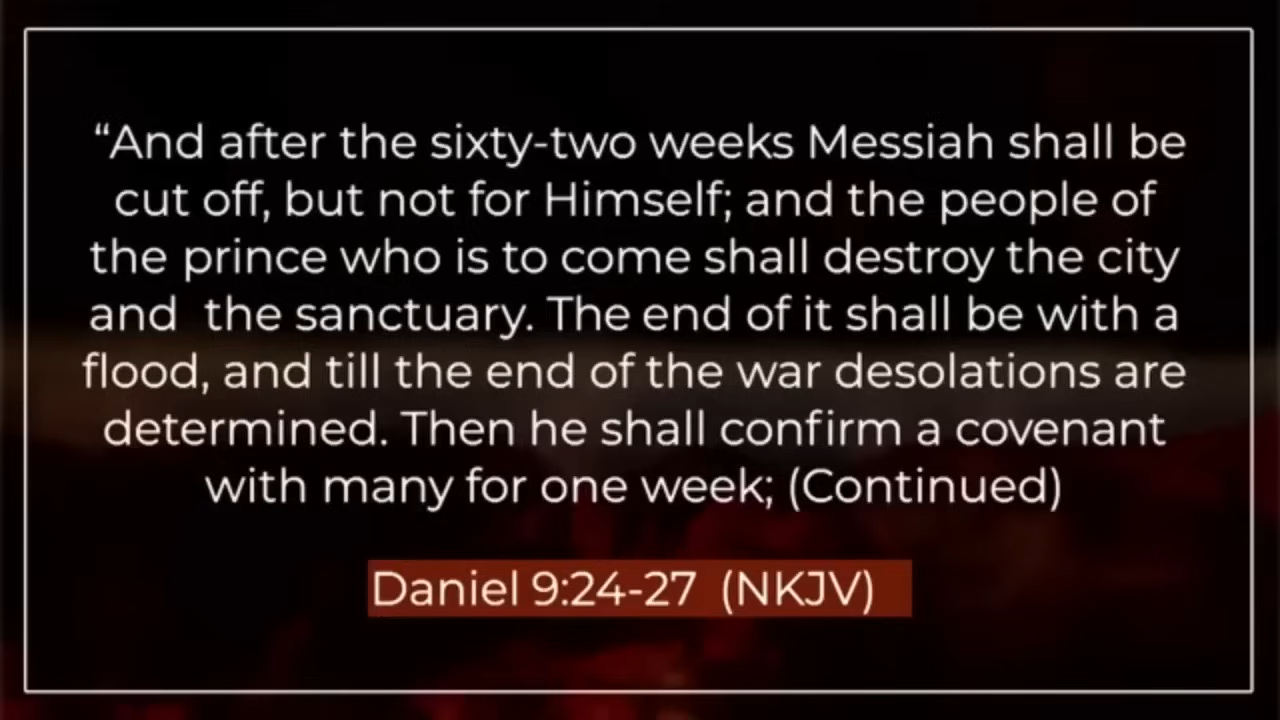 “And after the sixty-two weeks Messiah shall be
cut off, but not for Himself; and the people of
the prince who is to come shall destroy the city
and  the sanctuary. The end of it shall be with a
flood, and till the end of the war desolations are
determined. Then he shall confirm a covenant
with many for one week; (Continued)
Daniel 9:24-27  (NKJV)